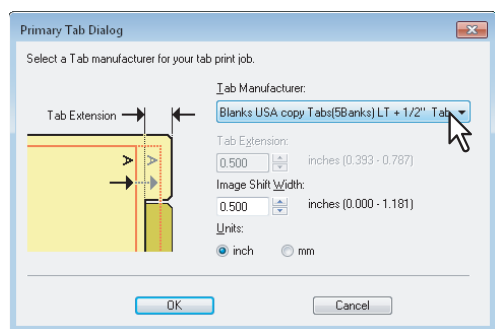 Primary Tab Dialog
Select a Tab manufacturer for your tab print job.
Tab Manufacturer:
Blanks USA copy Tabs(5Banks) LT + 1/2" Tab
Tab Extension
Tab Extension:
0.500 inches (0.393 - 0.787)
A A
Image Shift Width:
0.500 inches (0.000 - 1.181)
Units:
inch mm
OK Cancel